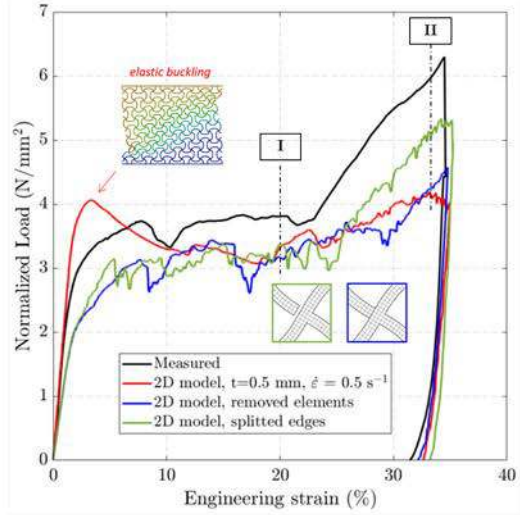 7
6
5
4
3
2
1
0
Normalized Load (N/mm²)
elastic buckling
I
II
Measured
2D model, t=0.5 mm, ε̇ = 0.5 s⁻¹
2D model, removed elements
2D model, splitted edges
0 10 20 30 40
Engineering strain (%)